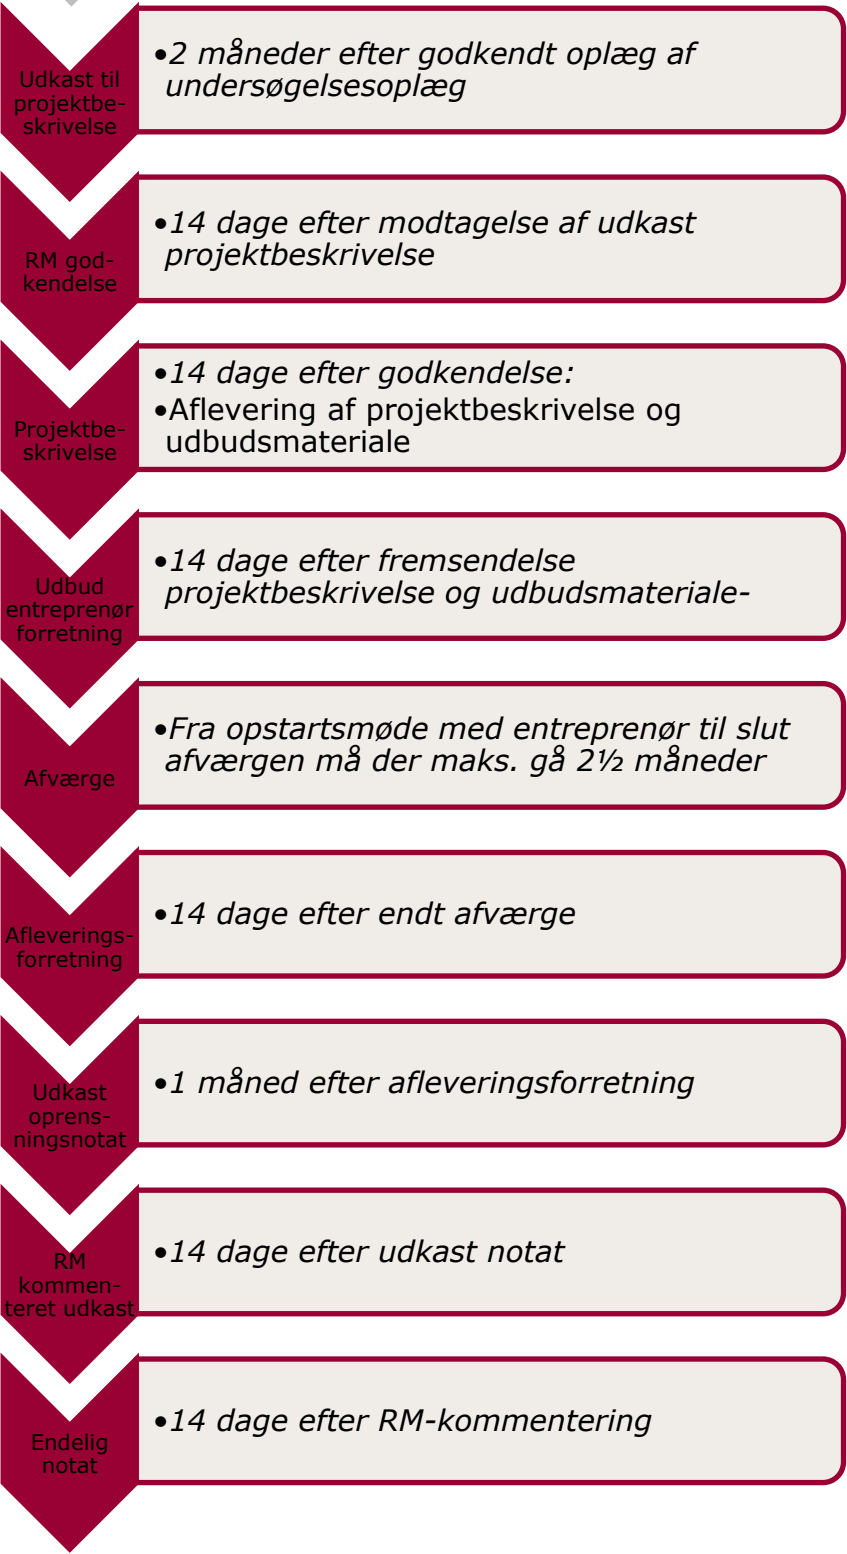 Udkast til
projektbe-
skrivelse
•2 måneder efter godkendt oplæg af
undersøgelsesoplæg
RM god-
kendelse
•14 dage efter modtagelse af udkast
projektbeskrivelse
Projektbe-
skrivelse
•14 dage efter godkendelse:
•Aflevering af projektbeskrivelse og
udbudsmateriale
Udbud
entreprenør
forretning
•14 dage efter fremsendelse
projektbeskrivelse og udbudsmateriale-
Afværge
•Fra opstartsmøde med entreprenør til slut
afværgen må der maks. gå 2½ måneder
Afleverings-
forretning
•14 dage efter endt afværge
Udkast
oprens-
ningsnotat
•1 måned efter afleveringsforretning
RM
kommen-
teret udkast
•14 dage efter udkast notat
Endelig
notat
•14 dage efter RM-kommentering